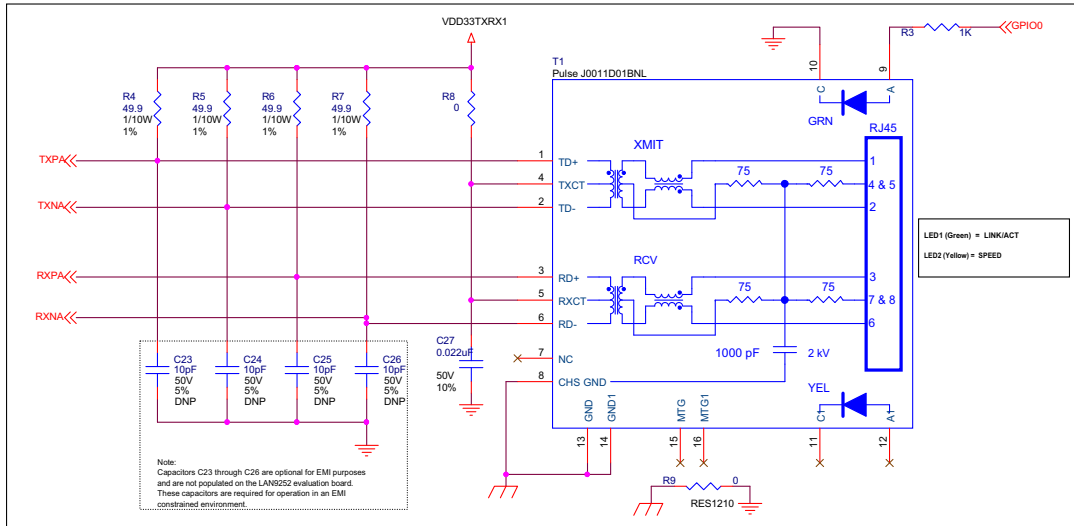 VDD33TXRX1
R3
1K
GPIO0
T1
Pulse J0011D01BNL
10
9
C
A
GRN
RJ45
R4
49.9
1/10W
1%
R5
49.9
1/10W
1%
R6
49.9
1/10W
1%
R7
49.9
1/10W
1%
R8
0
TXPA
TXNA
RXPA
RXNA
1
TD+
4
TXCT
2
TD-
XMIT
75
75
1
4 & 5
2
3
RD+
5
RXCT
6
RD-
RCV
75
75
3
7 & 8
6
LED1 (Green) = LINK/ACT
LED2 (Yellow) = SPEED
7
NC
8
CHS GND
1000 pF
2 kV
YEL
C23
10pF
50V
5%
DNP
C24
10pF
50V
5%
DNP
C25
10pF
50V
5%
DNP
C26
10pF
50V
5%
DNP
C27
0.022uF
50V
10%
GND
GND1
MTG
MTG1
C1
A1
13
14
15
16
11
12
R9
0
RES1210
Note:
Capacitors C23 through C26 are optional for EMI purposes
and are not populated on the LAN9252 evaluation board.
These capacitors are required for operation in an EMI
constrained environment.